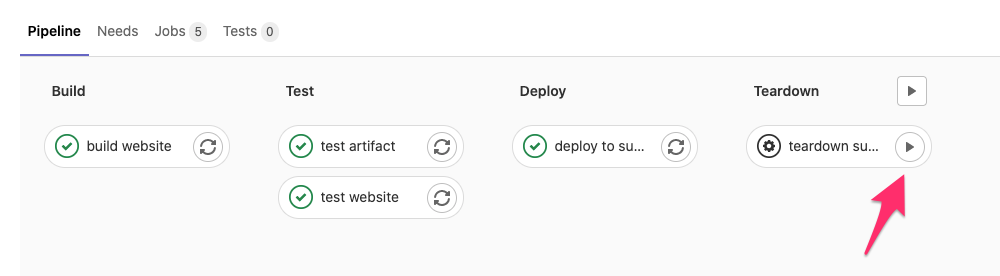 Pipeline Needs Jobs 5 Tests 0
Build Test Deploy Teardown
build website test artifact deploy to su... teardown su...
test website